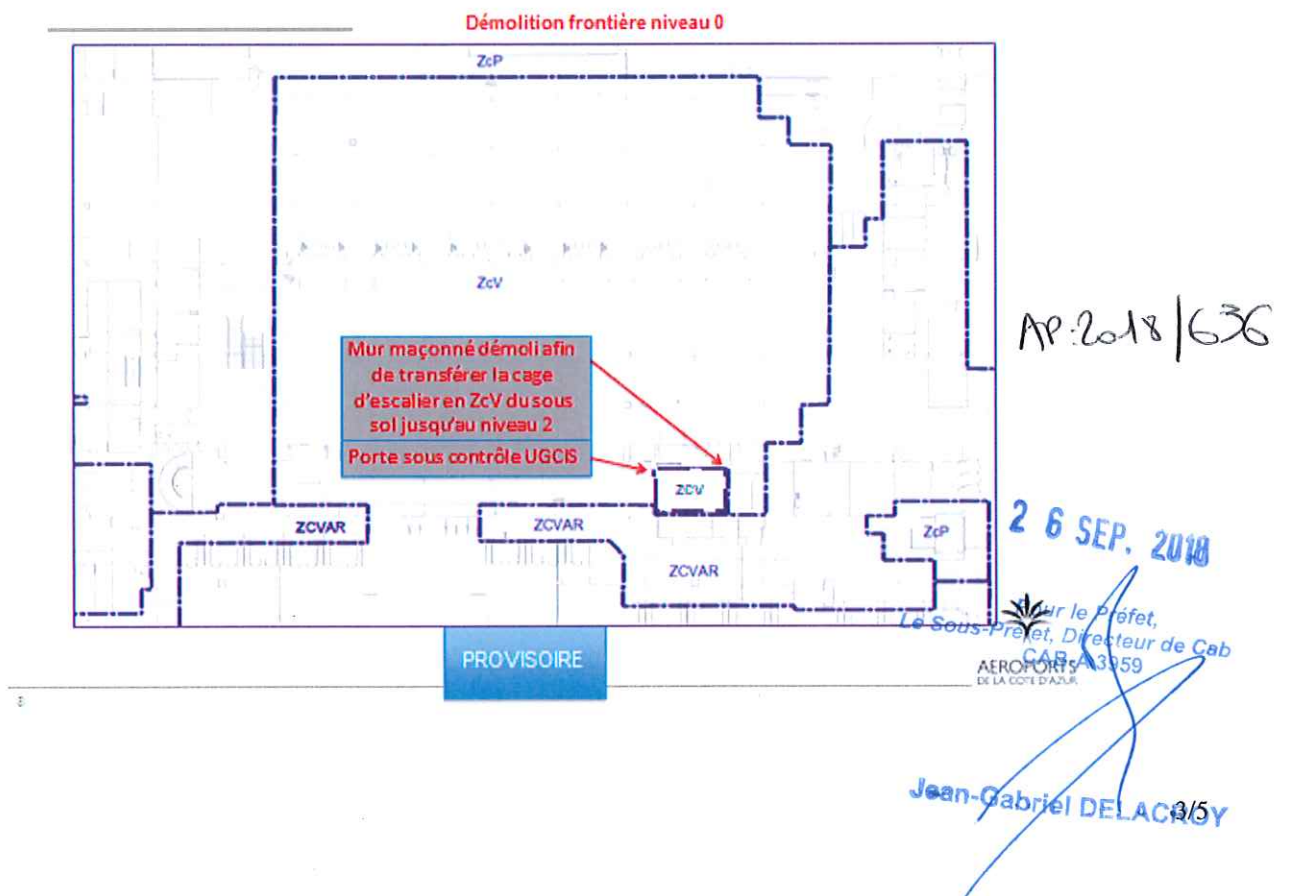 Démolition frontière niveau 0
ZcP
ZcV
AP:2018/636
Mur maçonné démoli afin
de transférer la cage
d'escalier en ZcV du sous
sol jusqu'au niveau 2
Porte sous contrôle UGCIS
ZCV
ZCVAR
ZCVAR
ZcP
ZCVAR
26 SEP. 2018
Pour le Préfet,
Le Sous-Préfet, Directeur de Cab
CAB-A 3959
PROVISOIRE
AEROPORTS
DE LA COTE D'AZUR
Jean-Gabriel DELACROY
3/5